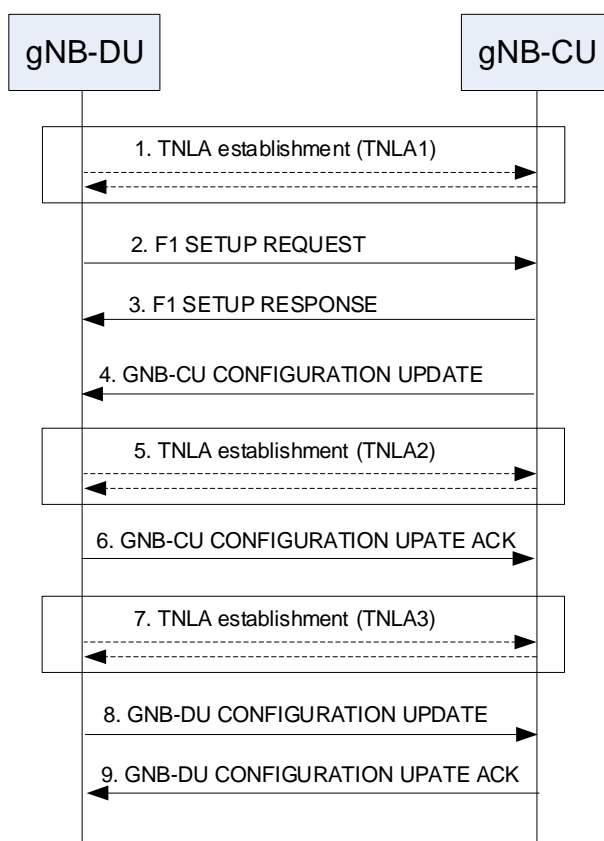 gNB-DU
gNB-CU
1. TNLA establishment (TNLA1)
2. F1 SETUP REQUEST
3. F1 SETUP RESPONSE
4. GNB-CU CONFIGURATION UPDATE
5. TNLA establishment (TNLA2)
6. GNB-CU CONFIGURATION UPATE ACK
7. TNLA establishment (TNLA3)
8. GNB-DU CONFIGURATION UPDATE
9. GNB-DU CONFIGURATION UPATE ACK